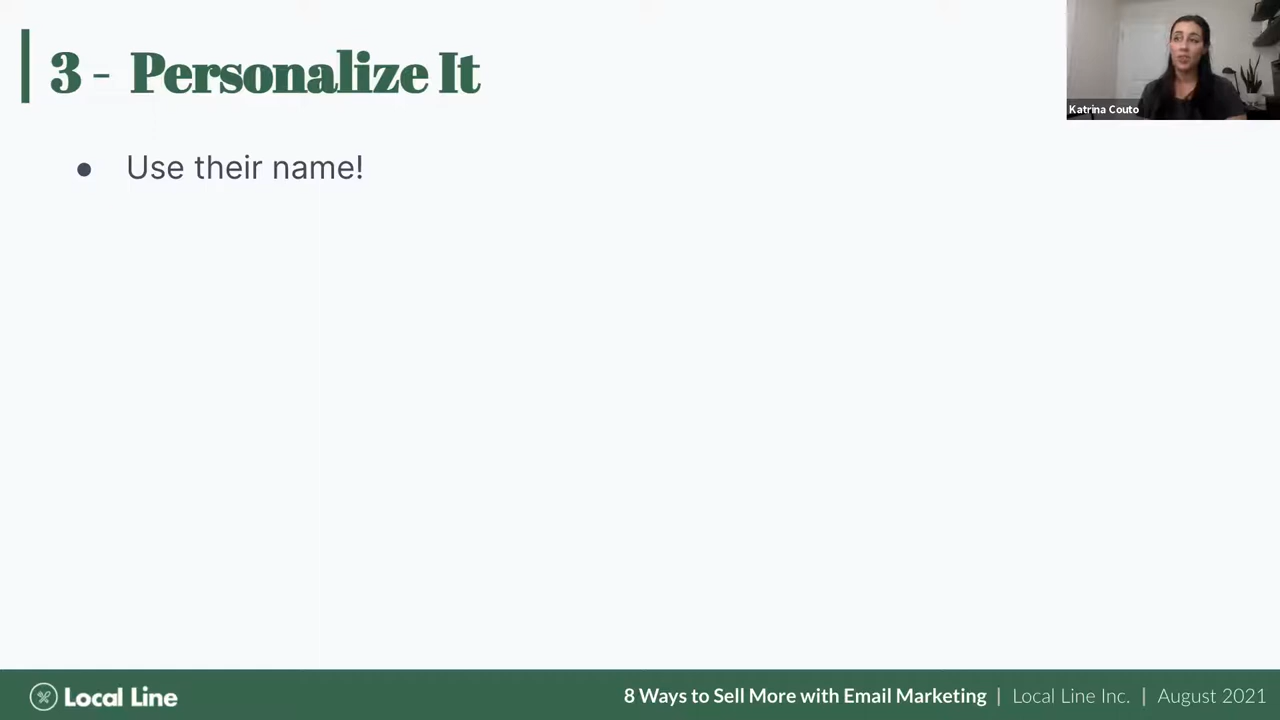 3 - Personalize It
Katrina Couto
● Use their name!
Local Line
8 Ways to Sell More with Email Marketing | Local Line Inc. | August 2021